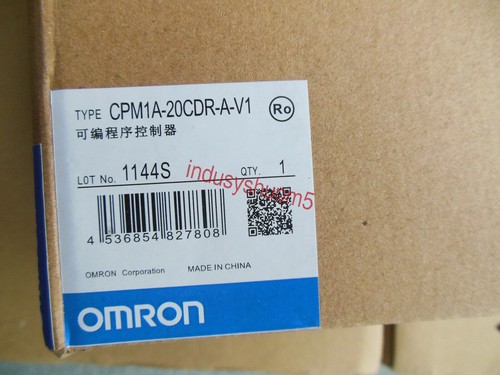 TYPE CPM1A-20CDR-A-V1 Ro
可编程序控制器
LOT No. 1144S QTY. 1
indusyshuom5
4 536854 827808
OMRON Corporation MADE IN CHINA
OMRON